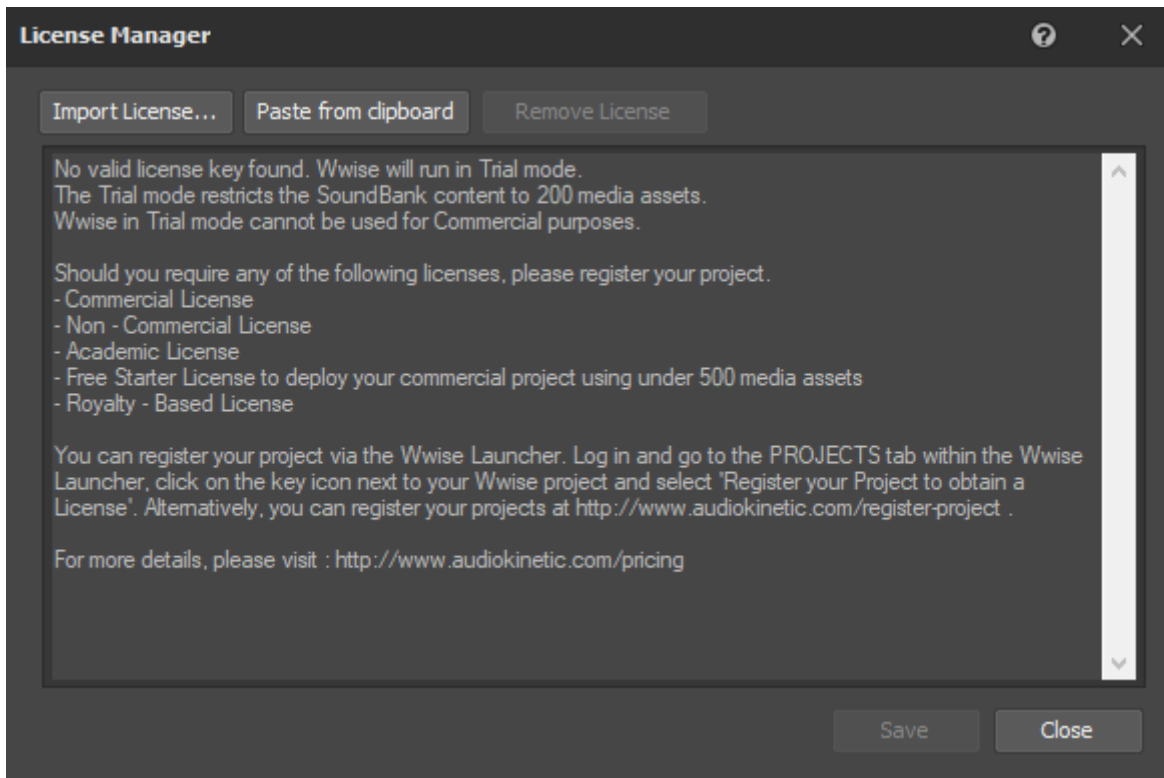 License Manager
Import License...
Paste from clipboard
Remove License
No valid license key found. Wwise will run in Trial mode.
The Trial mode restricts the SoundBank content to 200 media assets.
Wwise in Trial mode cannot be used for Commercial purposes.
Should you require any of the following licenses, please register your project.
- Commercial License
- Non - Commercial License
- Academic License
- Free Starter License to deploy your commercial project using under 500 media assets
- Royalty - Based License
You can register your project via the Wwise Launcher. Log in and go to the PROJECTS tab within the Wwise
Launcher, click on the key icon next to your Wwise project and select "Register your Project to obtain a
License". Alternatively, you can register your projects at http://www.audiokinetic.com/register-project .
For more details, please visit : http://www.audiokinetic.com/pricing
Save
Close